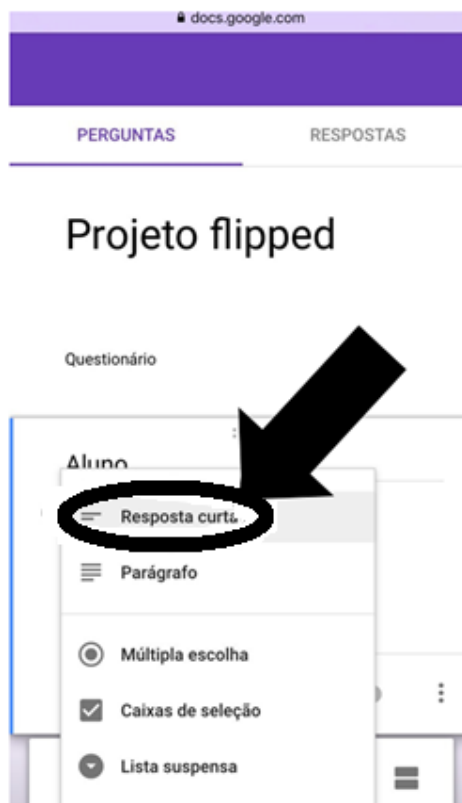 docs.google.com
PERGUNTAS RESPOSTAS
Projeto flipped
Questionário
Aluno
Resposta curta
Parágrafo
Múltipla escolha
Caixas de seleção
Lista suspensa